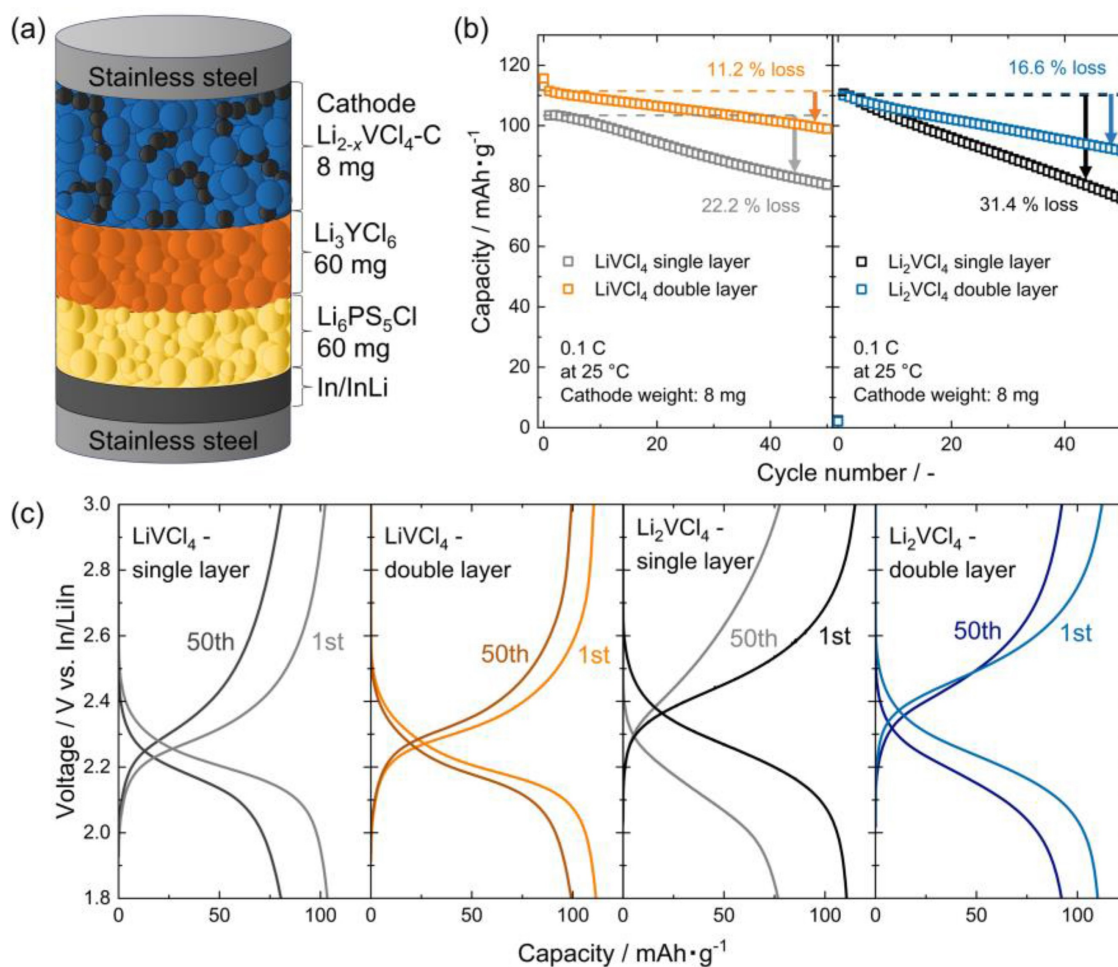 (a)
Stainless steel
Cathode
Li₂₋ₓVCl₄-C
8 mg
Li₃YCl₆
60 mg
Li₆PS₅Cl
60 mg
In/InLi
Stainless steel
(b)
Capacity / mAh·g⁻¹
120
100
80
60
40
20
0
11.2 % loss
22.2 % loss
LiVCl₄ single layer
LiVCl₄ double layer
0.1 C
at 25 °C
Cathode weight: 8 mg
16.6 % loss
31.4 % loss
Li₂VCl₄ single layer
Li₂VCl₄ double layer
0.1 C
at 25 °C
Cathode weight: 8 mg
0 20 40 0 20 40
Cycle number / -
(c)
Voltage / V vs. In/LiIn
3.0
2.8
2.6
2.4
2.2
2.0
1.8
LiVCl₄ -
single layer
50th
1st
LiVCl₄ -
double layer
50th
1st
Li₂VCl₄ -
single layer
50th
1st
Li₂VCl₄ -
double layer
50th
1st
0 50 100 0 50 100 0 50 100 0 50 100
Capacity / mAh·g⁻¹